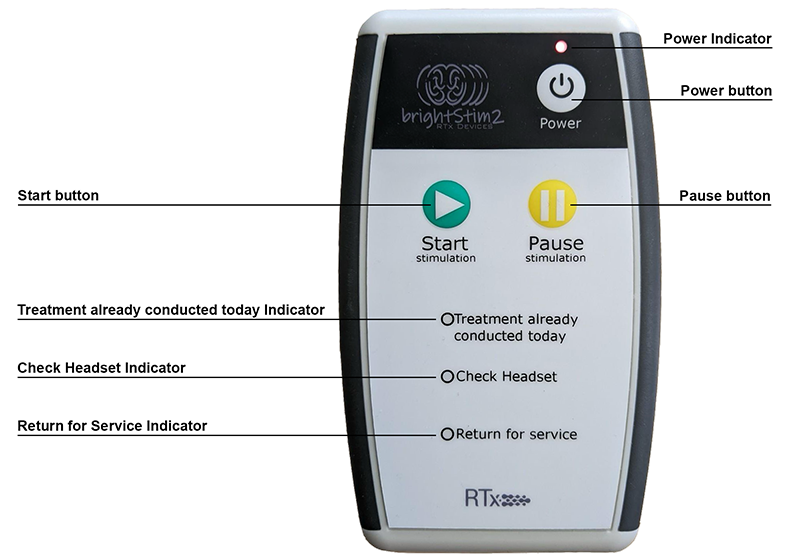 Power Indicator
Power button
brightStim2
RTX DEVICES
Power
Start button
Pause button
Start
stimulation
Pause
stimulation
Treatment already conducted today Indicator
Treatment already
conducted today
Check Headset Indicator
Check Headset
Return for Service Indicator
Return for service
RTx